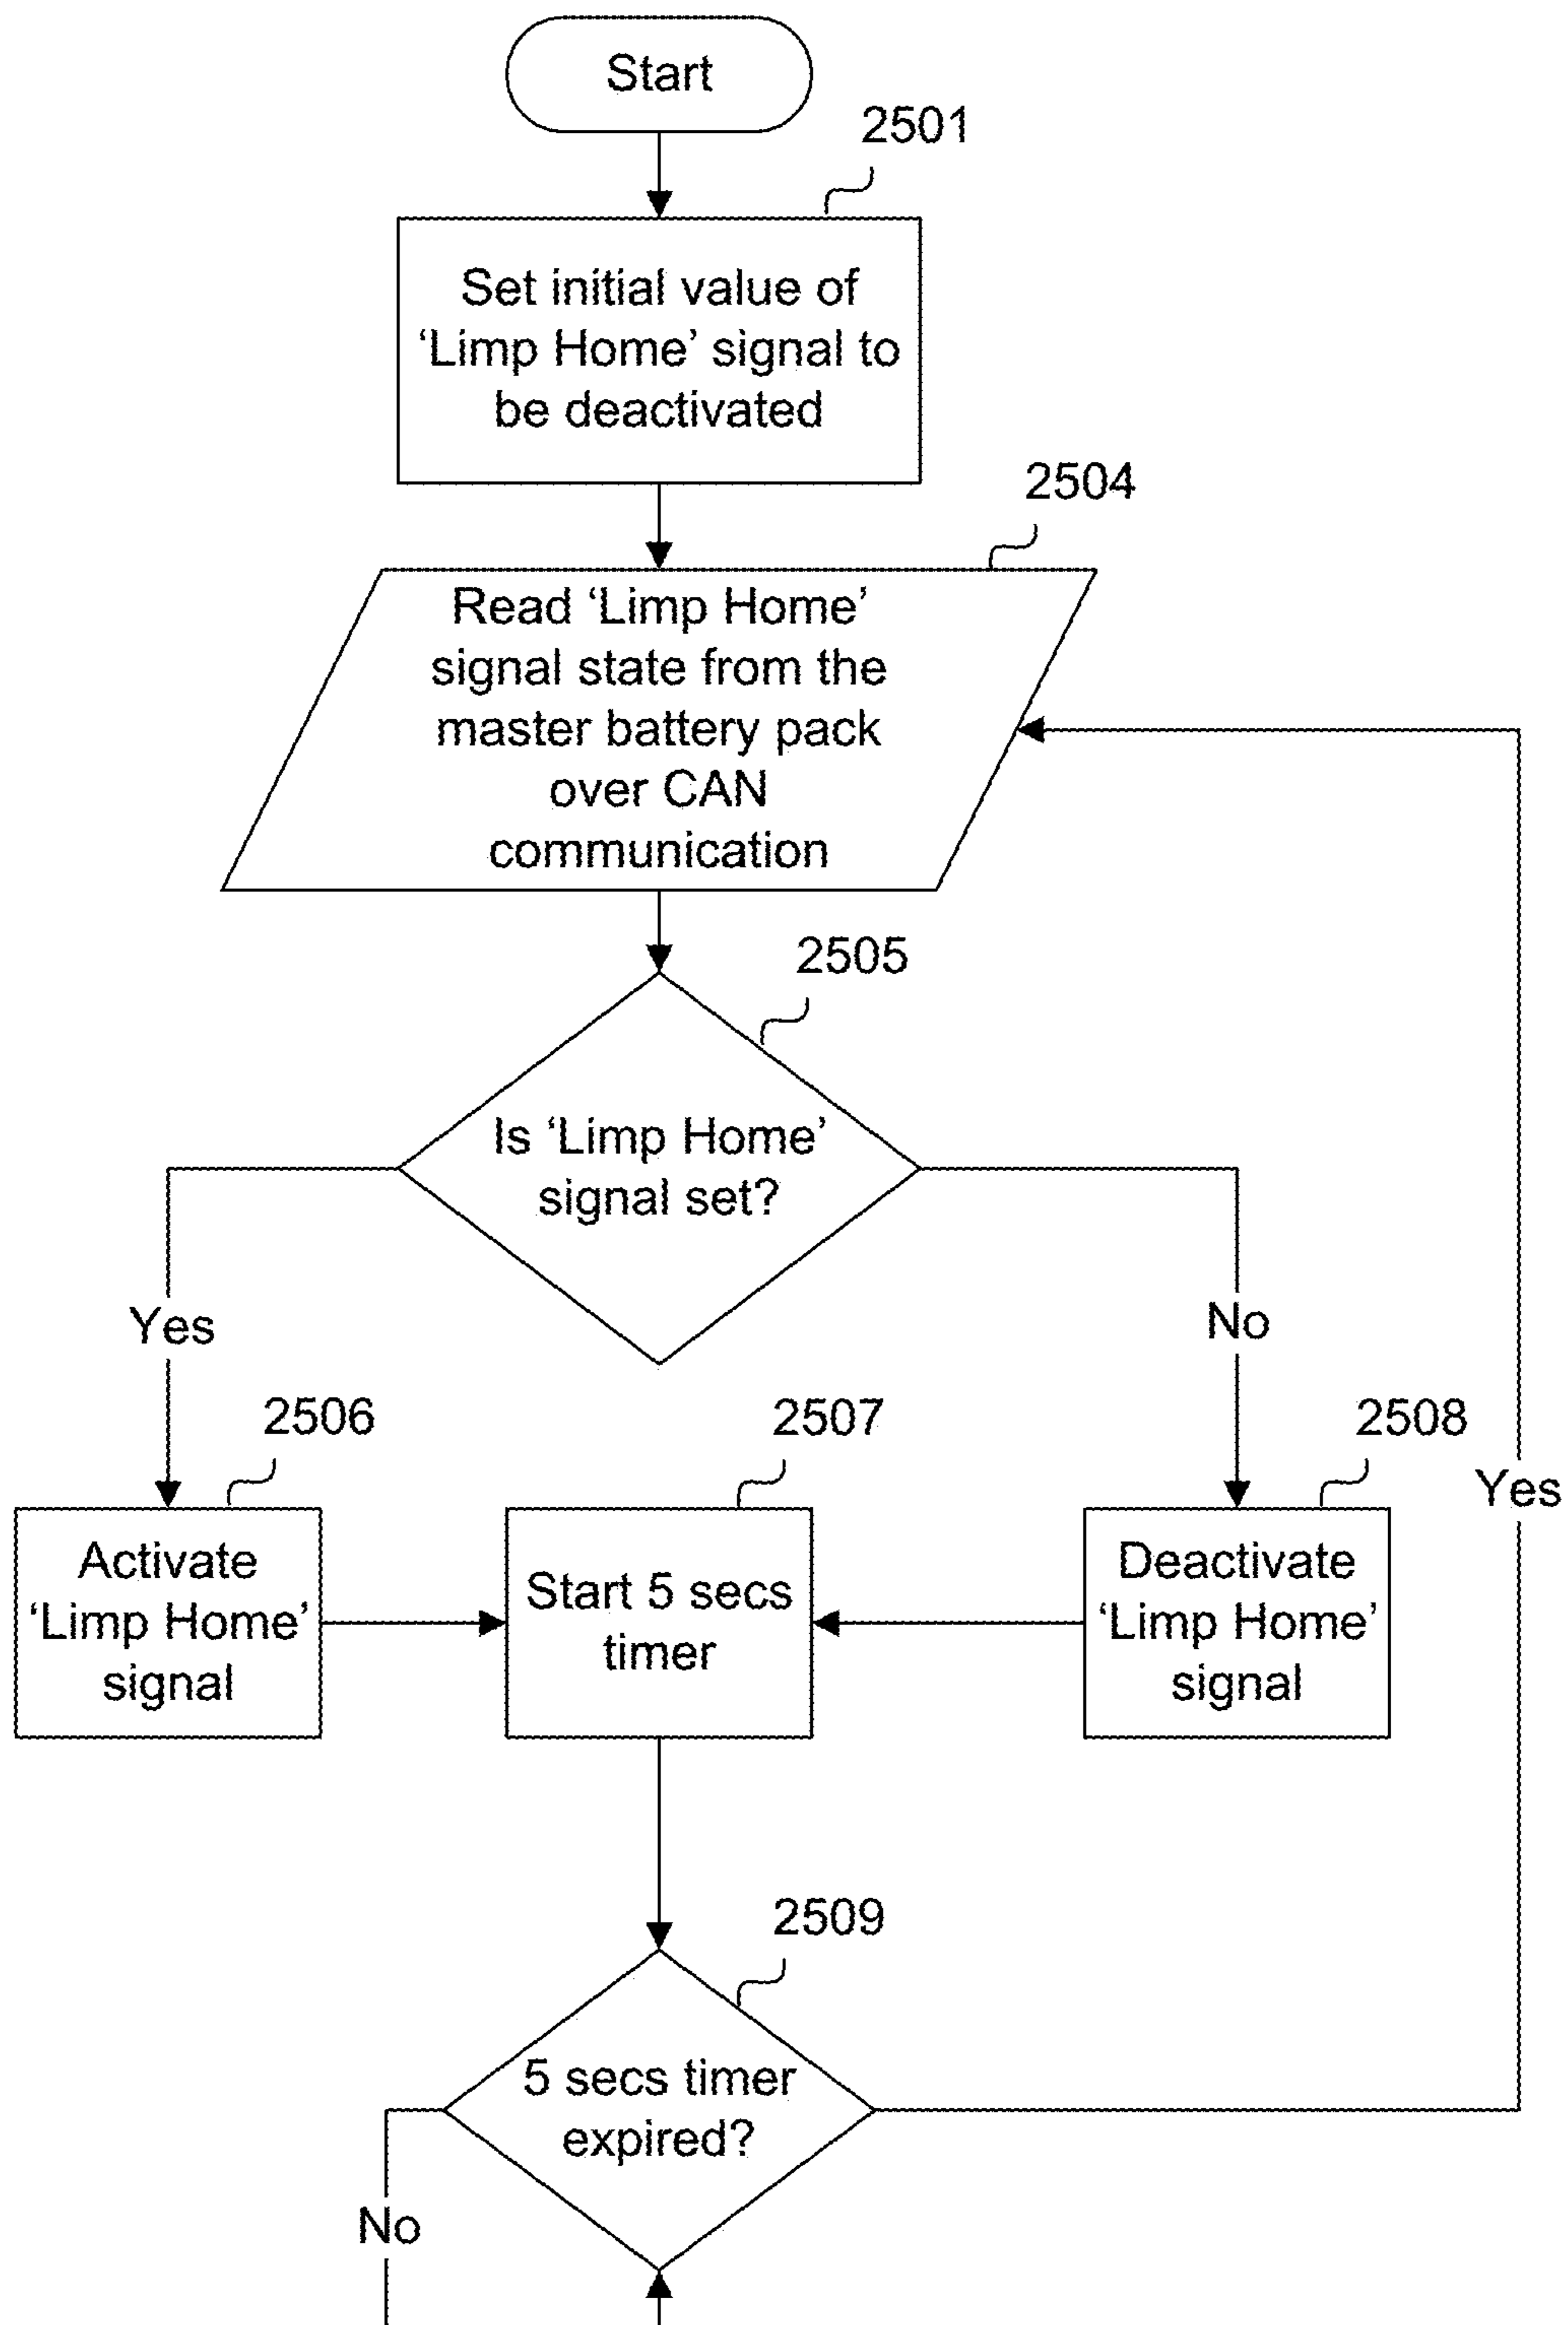 Start
2501
Set initial value of
‘Limp Home’ signal to
be deactivated
2504
Read ‘Limp Home’
signal state from the
master battery pack
over CAN
communication
2505
Is ‘Limp Home’
signal set?
Yes
No
2506
2507
2508
Activate
‘Limp Home’
signal
Start 5 secs
timer
Deactivate
‘Limp Home’
signal
Yes
2509
5 secs timer
expired?
No